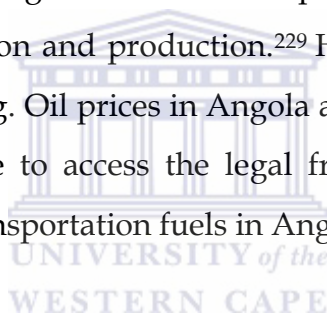 on and production.²²⁹ H
g. Oil prices in Angola a
e to access the legal fr
nsportation fuels in Ang
UNIVERSITY of the
WESTERN CAPE